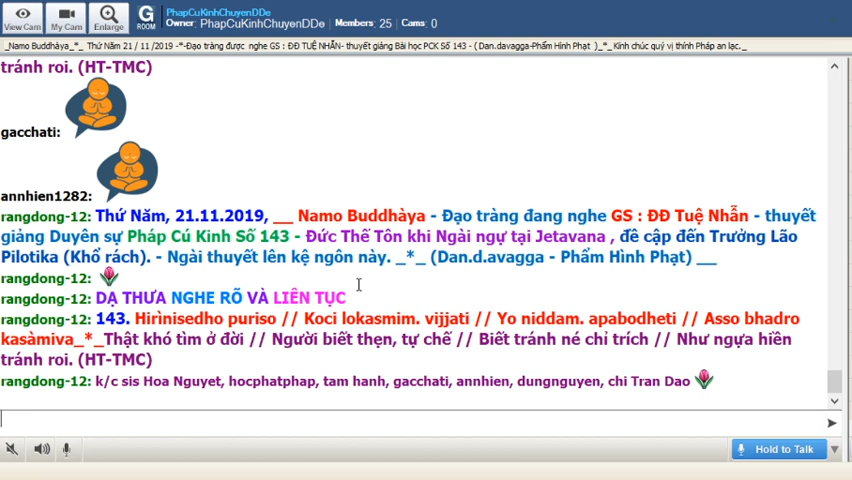 View Cam
My Cam
Enlarge
G
ROOM
PhapCuKinhChuyenDDe
Owner: PhapCuKinhChuyenDDe Members: 25 Cams: 0
_Namo Buddhàya_*_ Thứ Năm 21 / 11 /2019 -*-Đạo tràng được nghe GS : ĐĐ TUỆ NHẪN- thuyết giảng Bài học PCK Số 143 - ( Dan.davagga-Phẩm Hình Phạt )_*_Kính chúc quý vị thính Pháp an lạc._
tránh roi. (HT-TMC)
gacchati:
annhien1282:
rangdong-12: Thứ Năm, 21.11.2019, __ Namo Buddhàya - Đạo tràng đang nghe GS : ĐĐ Tuệ Nhẫn - thuyết
giảng Duyên sự Pháp Cú Kinh Số 143 - Đức Thế Tôn khi Ngài ngự tại Jetavana , đề cập đến Trưởng Lão
Pilotika (Khổ rách). - Ngài thuyết lên kệ ngôn này. _*_ (Dan.d.avagga - Phẩm Hình Phạt) __
rangdong-12:
rangdong-12: DẠ THƯA NGHE RÕ VÀ LIÊN TỤC
rangdong-12: 143. Hirìnisedho puriso // Koci lokasmim. vijjati // Yo niddam. apabodheti // Asso bhadro
kasàmiva_*_Thật khó tìm ở đời // Người biết thẹn, tự chế // Biết tránh né chỉ trích // Như ngựa hiền
tránh roi. (HT-TMC)
rangdong-12: k/c sis Hoa Nguyet, hocphatphap, tam hanh, gacchati, annhien, dungnguyen, chi Tran Dao
Hold to Talk